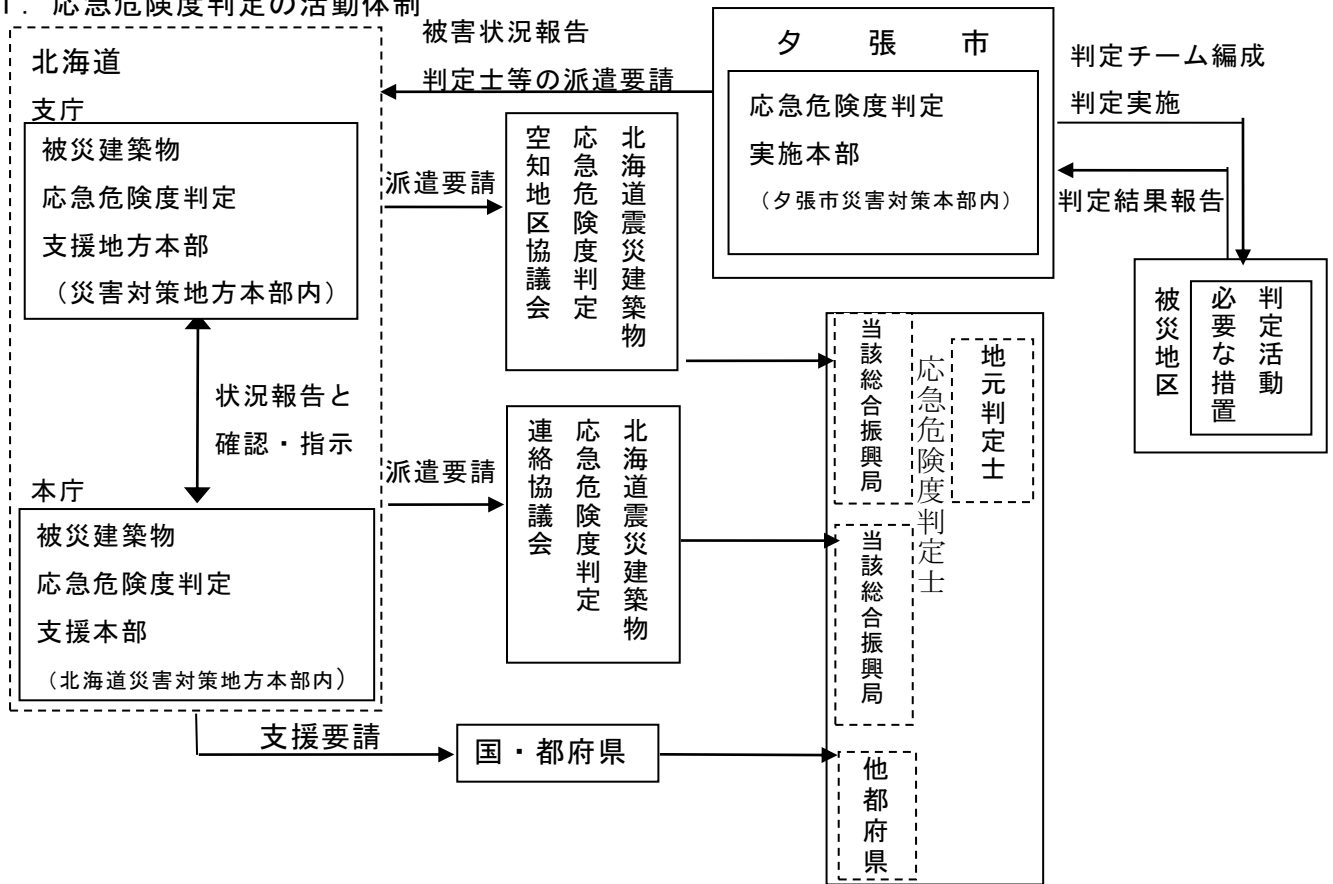 1. 応急危険度判定の活動体制
被害状況報告
判定士等の派遣要請
夕張市
応急危険度判定
実施本部
（夕張市災害対策本部内）
判定チーム編成
判定実施
判定結果報告
北海道
支庁
被災建築物
応急危険度判定
支援地方本部
（災害対策地方本部内）
派遣要請
北海道震災建築物
応急危険度判定
空知地区協議会
被災地区
判定活動
必要な措置
状況報告と
確認・指示
派遣要請
北海道震災建築物
応急危険度判定
連絡協議会
地元判定士
応急危険度判定士
当該総合振興局
当該総合振興局
他都府県
本庁
被災建築物
応急危険度判定
支援本部
（北海道災害対策地方本部内）
支援要請
国・都府県